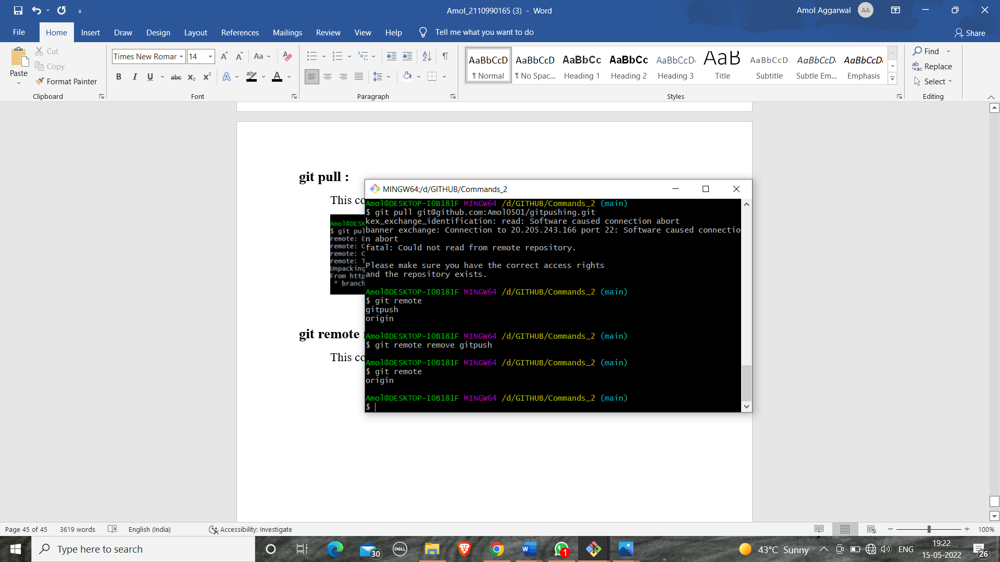 Amol_2110990165 (3) - Word
Amol Aggarwal AA
File Home Insert Draw Design Layout References Mailings Review View Help Tell me what you want to do Share
Paste Cut Copy Format Painter
Clipboard
Times New Romar 14
Font
Paragraph
AaBbCcD AaBbCcD AaBbCc AaBbCc AaBbCcD AaB AaBbCcD AaBbCcD AaBbCcD
¶ Normal ¶ No Spac... Heading 1 Heading 2 Heading 3 Title Subtitle Subtle Em... Emphasis
Styles
Find
Replace
Select
Editing
git pull :
This co
Amol@DESK
$ git pul
remote: E
remote: C
remote: C
remote: T
Unpacking
From http
* branch
git remote
This co
MINGW64:/d/GITHUB/Commands_2
Amol@DESKTOP-IOB181F MINGW64 /d/GITHUB/Commands_2 (main)
$ git pull git@github.com:Amol0501/gitpushing.git
kex_exchange_identification: read: Software caused connection abort
banner exchange: Connection to 20.205.243.166 port 22: Software caused connectio
n abort
fatal: Could not read from remote repository.
Please make sure you have the correct access rights
and the repository exists.
Amol@DESKTOP-IOB181F MINGW64 /d/GITHUB/Commands_2 (main)
$ git remote
gitpush
origin
Amol@DESKTOP-IOB181F MINGW64 /d/GITHUB/Commands_2 (main)
$ git remote remove gitpush
Amol@DESKTOP-IOB181F MINGW64 /d/GITHUB/Commands_2 (main)
$ git remote
origin
Amol@DESKTOP-IOB181F MINGW64 /d/GITHUB/Commands_2 (main)
$
Page 45 of 45 3619 words English (India) Accessibility: Investigate 100%
Type here to search
30
DELL
1
43°C Sunny
ENG
19:22
15-05-2022
26